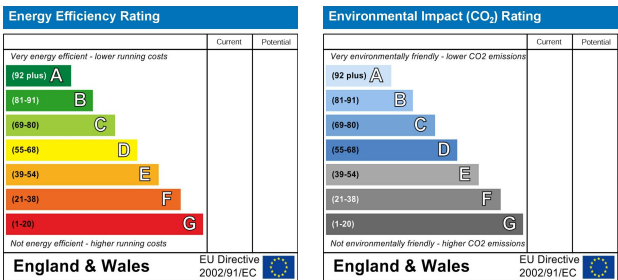 Energy Efficiency Rating
Current Potential
Very energy efficient - lower running costs
(92 plus) A
(81-91) B
(69-80) C
(55-68) D
(39-54) E
(21-38) F
(1-20) G
Not energy efficient - higher running costs
England & Wales
EU Directive
2002/91/EC
Environmental Impact (CO₂) Rating
Current Potential
Very environmentally friendly - lower CO2 emissions
(92 plus) A
(81-91) B
(69-80) C
(55-68) D
(39-54) E
(21-38) F
(1-20) G
Not environmentally friendly - higher CO2 emissions
England & Wales
EU Directive
2002/91/EC